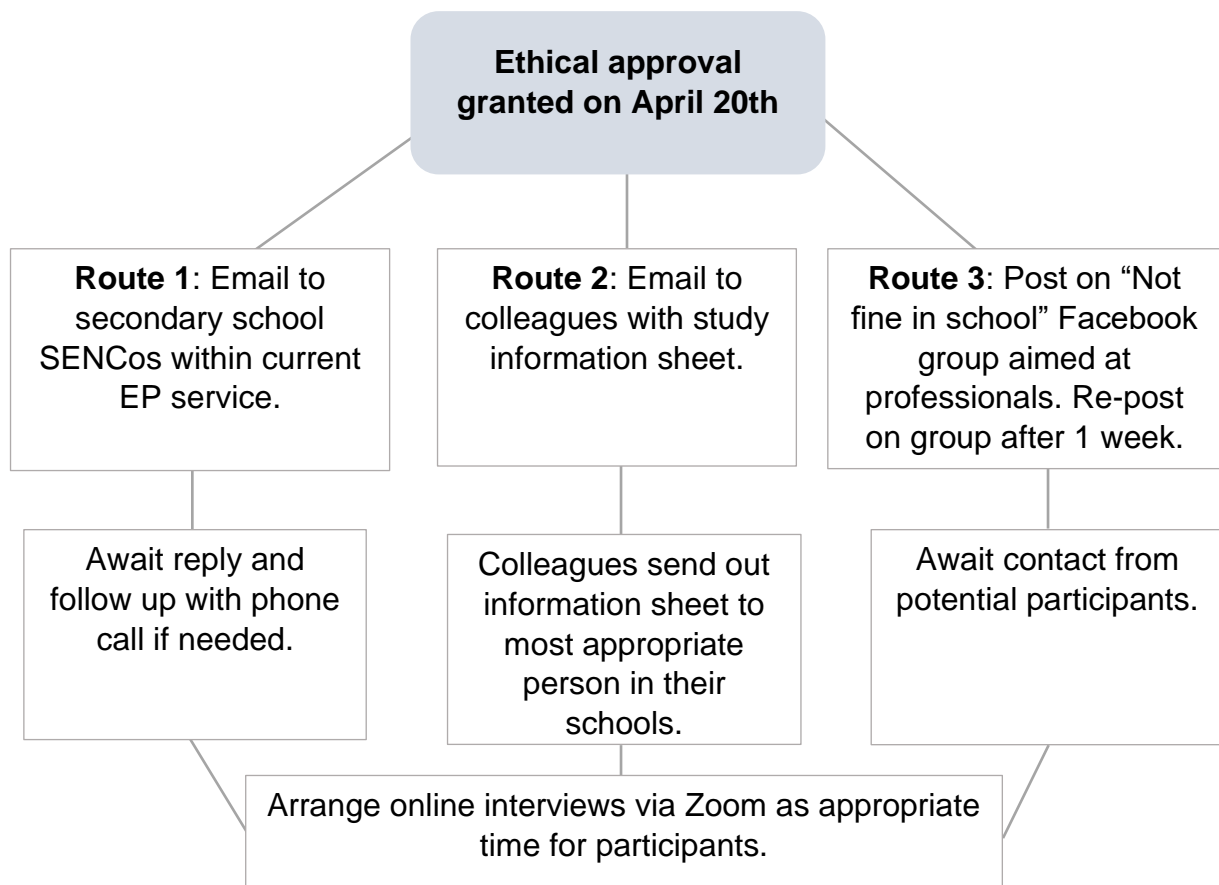 Ethical approval
granted on April 20th
Route 1: Email to
secondary school
SENCos within current
EP service.
Route 2: Email to
colleagues with study
information sheet.
Route 3: Post on “Not
fine in school” Facebook
group aimed at
professionals. Re-post
on group after 1 week.
Await reply and
follow up with phone
call if needed.
Colleagues send out
information sheet to
most appropriate
person in their
schools.
Await contact from
potential participants.
Arrange online interviews via Zoom as appropriate
time for participants.